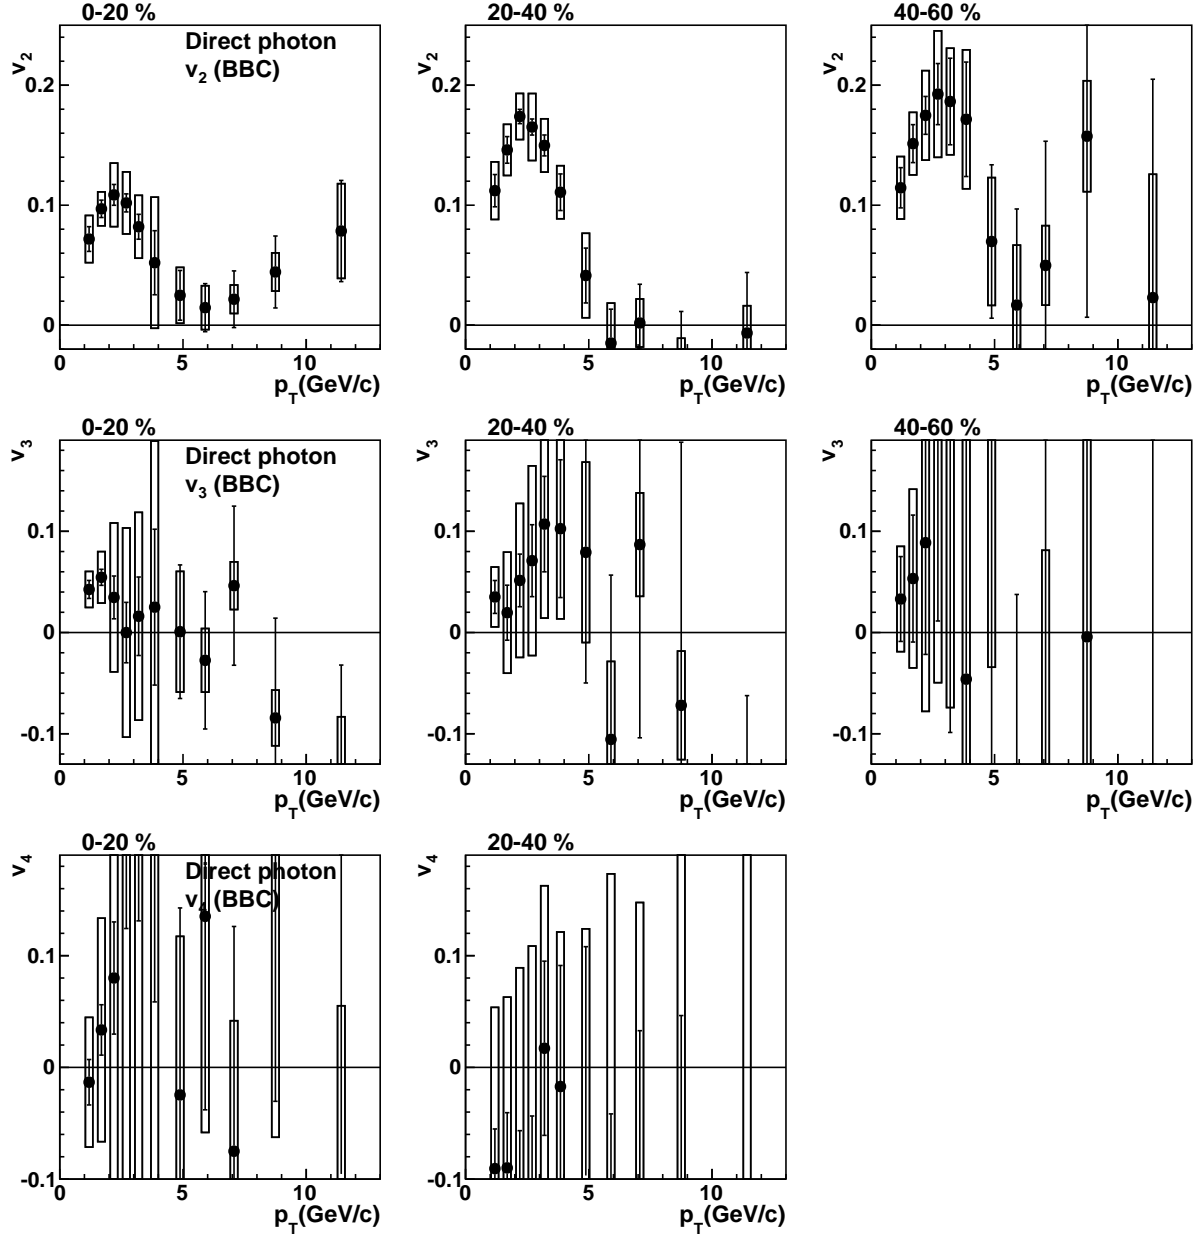 0-20 %
20-40 %
40-60 %
Direct photon
v2 (BBC)
v2
v2
v2
0.2
0.2
0.2
0.1
0.1
0.1
0
0
0
0 5 10
0 5 10
0 5 10
pT(GeV/c)
pT(GeV/c)
pT(GeV/c)
0-20 %
20-40 %
40-60 %
Direct photon
v3 (BBC)
v3
v3
v3
0.1
0.1
0.1
0
0
0
-0.1
-0.1
-0.1
0 5 10
0 5 10
0 5 10
pT(GeV/c)
pT(GeV/c)
pT(GeV/c)
0-20 %
20-40 %
Direct photon
v4 (BBC)
v4
v4
0.1
0.1
0
0
-0.1
-0.1
0 5 10
0 5 10
pT(GeV/c)
pT(GeV/c)